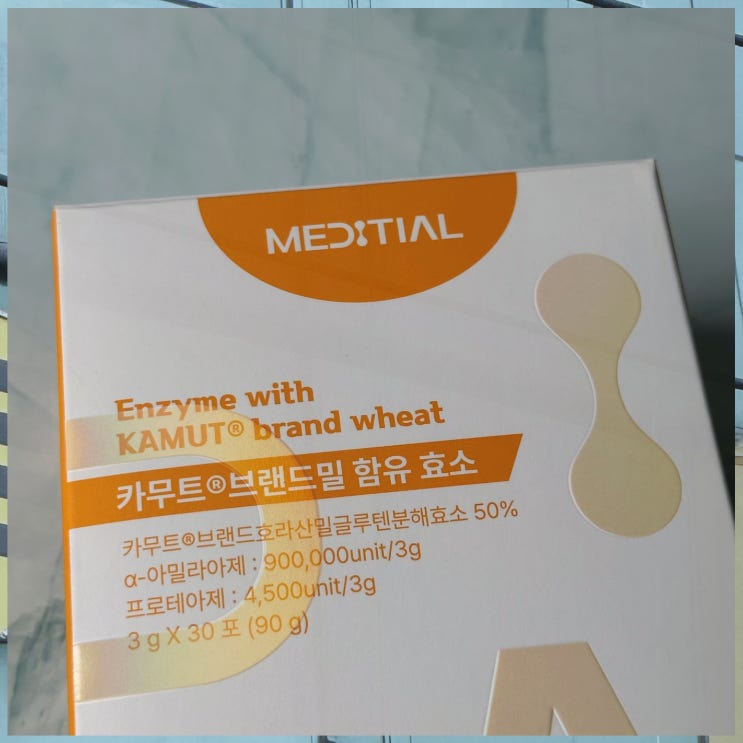 MEDITIAL
Enzyme with
KAMUT® brand wheat
카무트®브랜드밀 함유 효소
카무트®브랜드호라산밀글루텐분해효소 50%
α-아밀라아제 : 900,000unit/3g
프로테아제 : 4,500unit/3g
3 g X 30 포 (90 g)